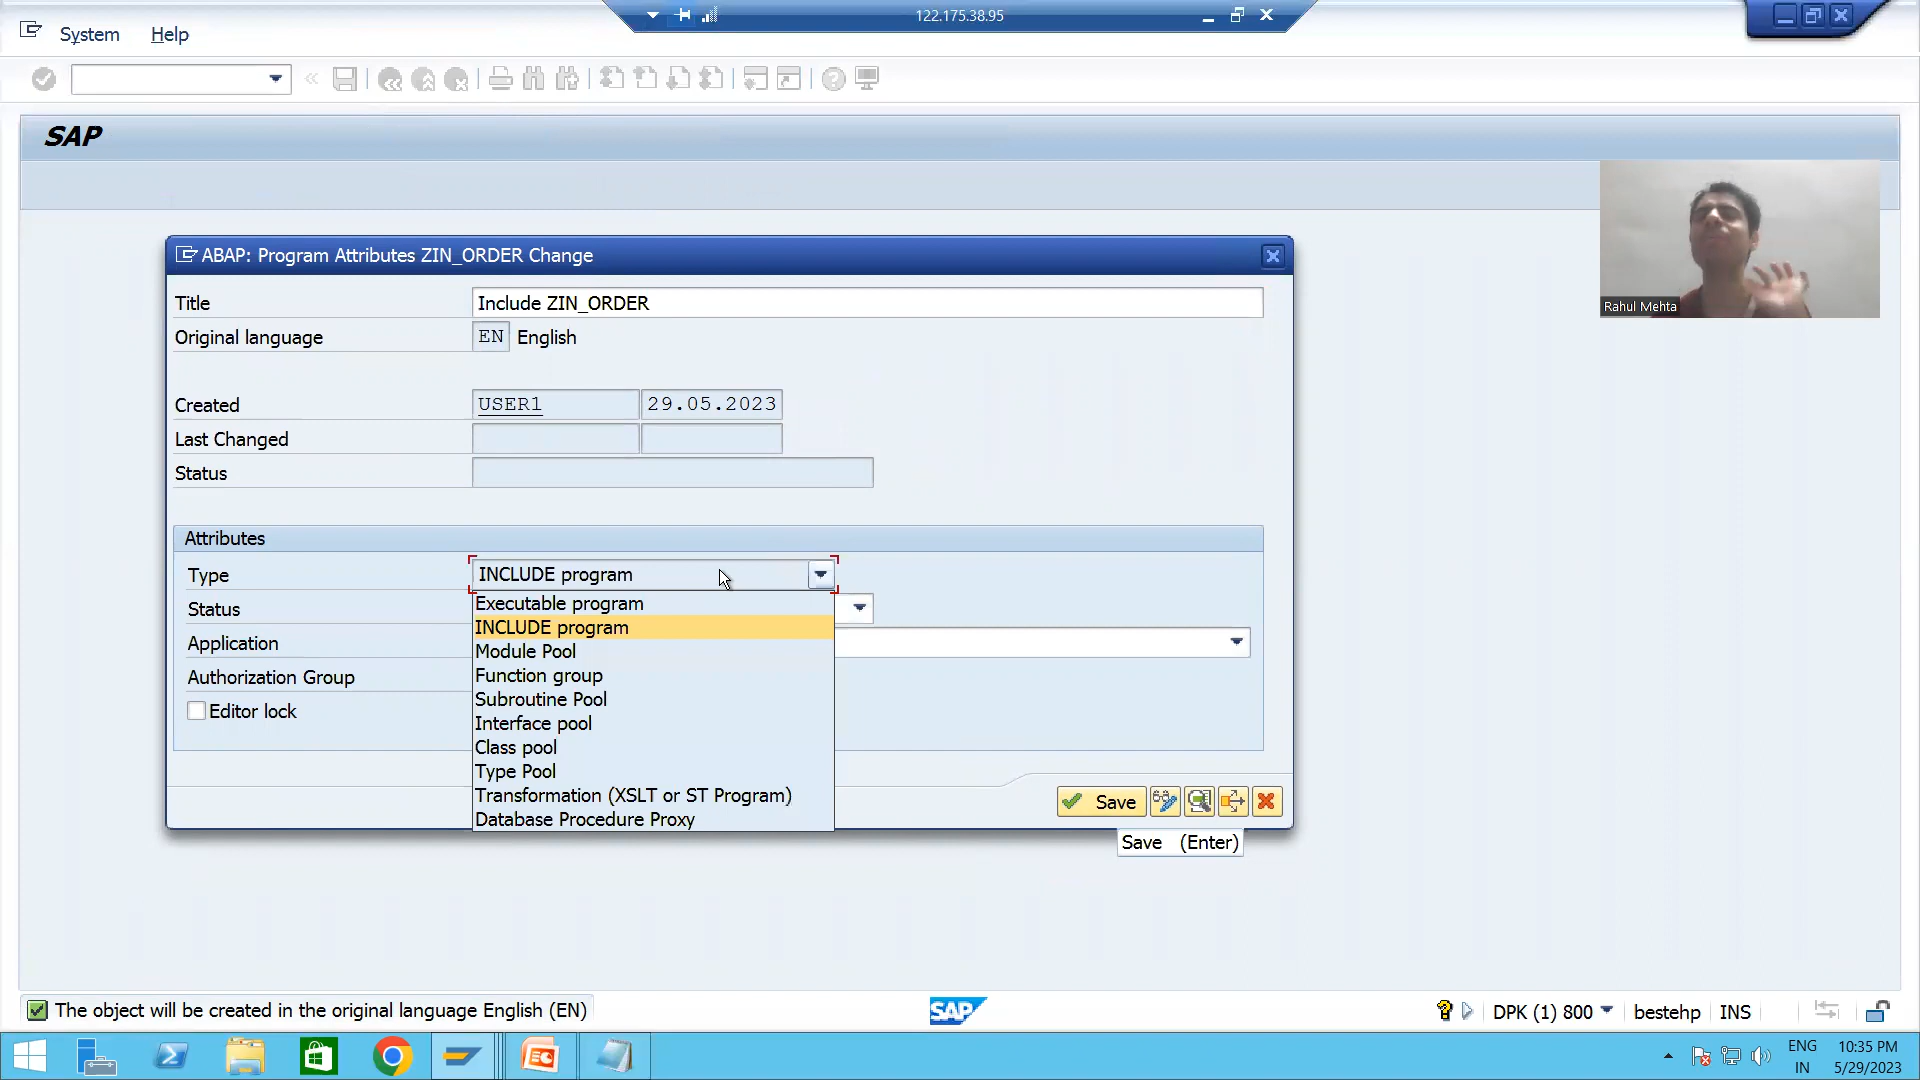 122.175.38.95
System Help
SAP
Rahul Mehta
ABAP: Program Attributes ZIN_ORDER Change
Title Include ZIN_ORDER
Original language EN English
Created USER1 29.05.2023
Last Changed
Status
Attributes
Type INCLUDE program
Status
Application
Authorization Group
Editor lock
Executable program
INCLUDE program
Module Pool
Function group
Subroutine Pool
Interface pool
Class pool
Type Pool
Transformation (XSLT or ST Program)
Database Procedure Proxy
Save
Save (Enter)
The object will be created in the original language English (EN)
SAP
DPK (1) 800 bestehp INS
ENG 10:35 PM
IN 5/29/2023